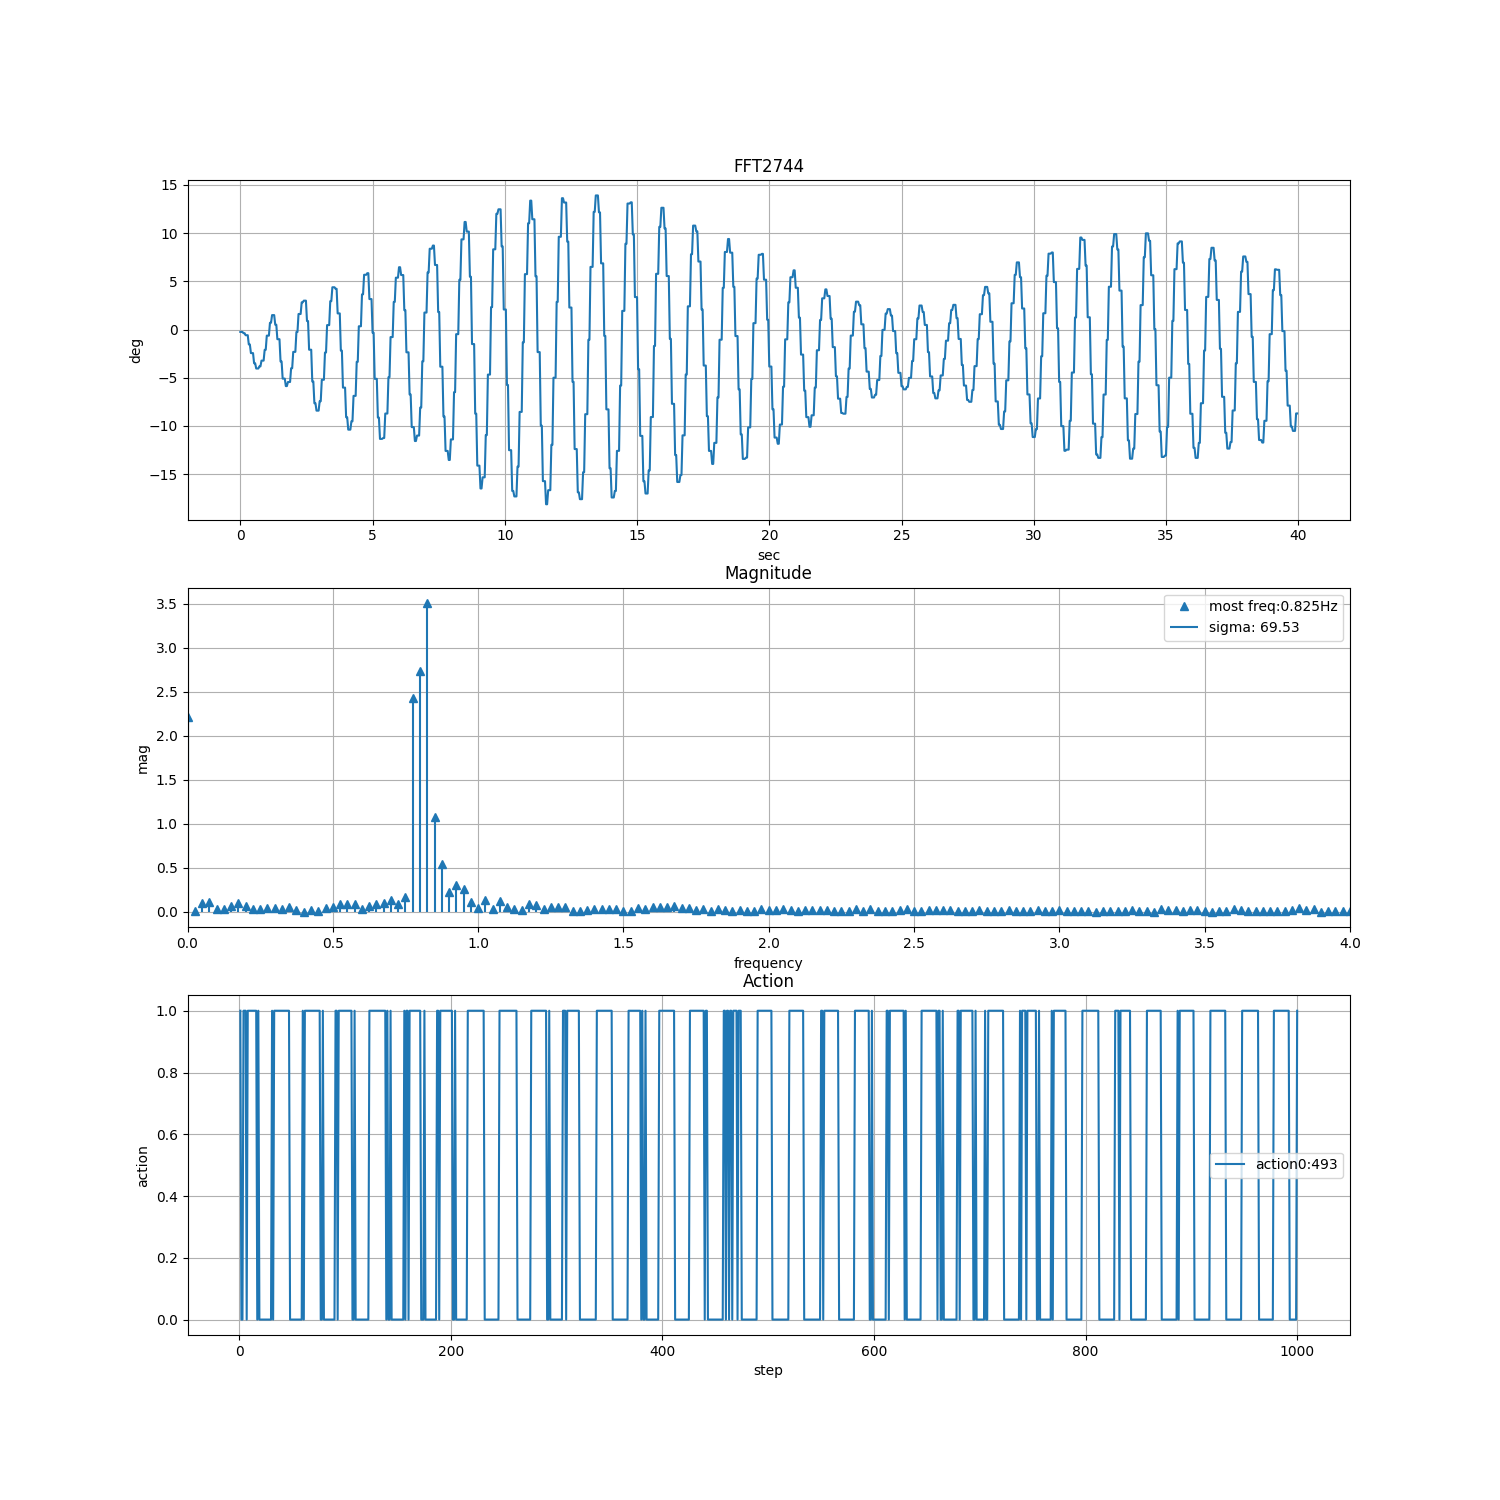 FFT2744
15
10
5
0
−5
−10
−15
deg
0 5 10 15 20 25 30 35 40
sec
Magnitude
3.5
3.0
2.5
2.0
1.5
1.0
0.5
0.0
mag
most freq:0.825Hz
sigma: 69.53
0.0 0.5 1.0 1.5 2.0 2.5 3.0 3.5 4.0
frequency
Action
1.0
0.8
0.6
0.4
0.2
0.0
action
action0:493
0 200 400 600 800 1000
step